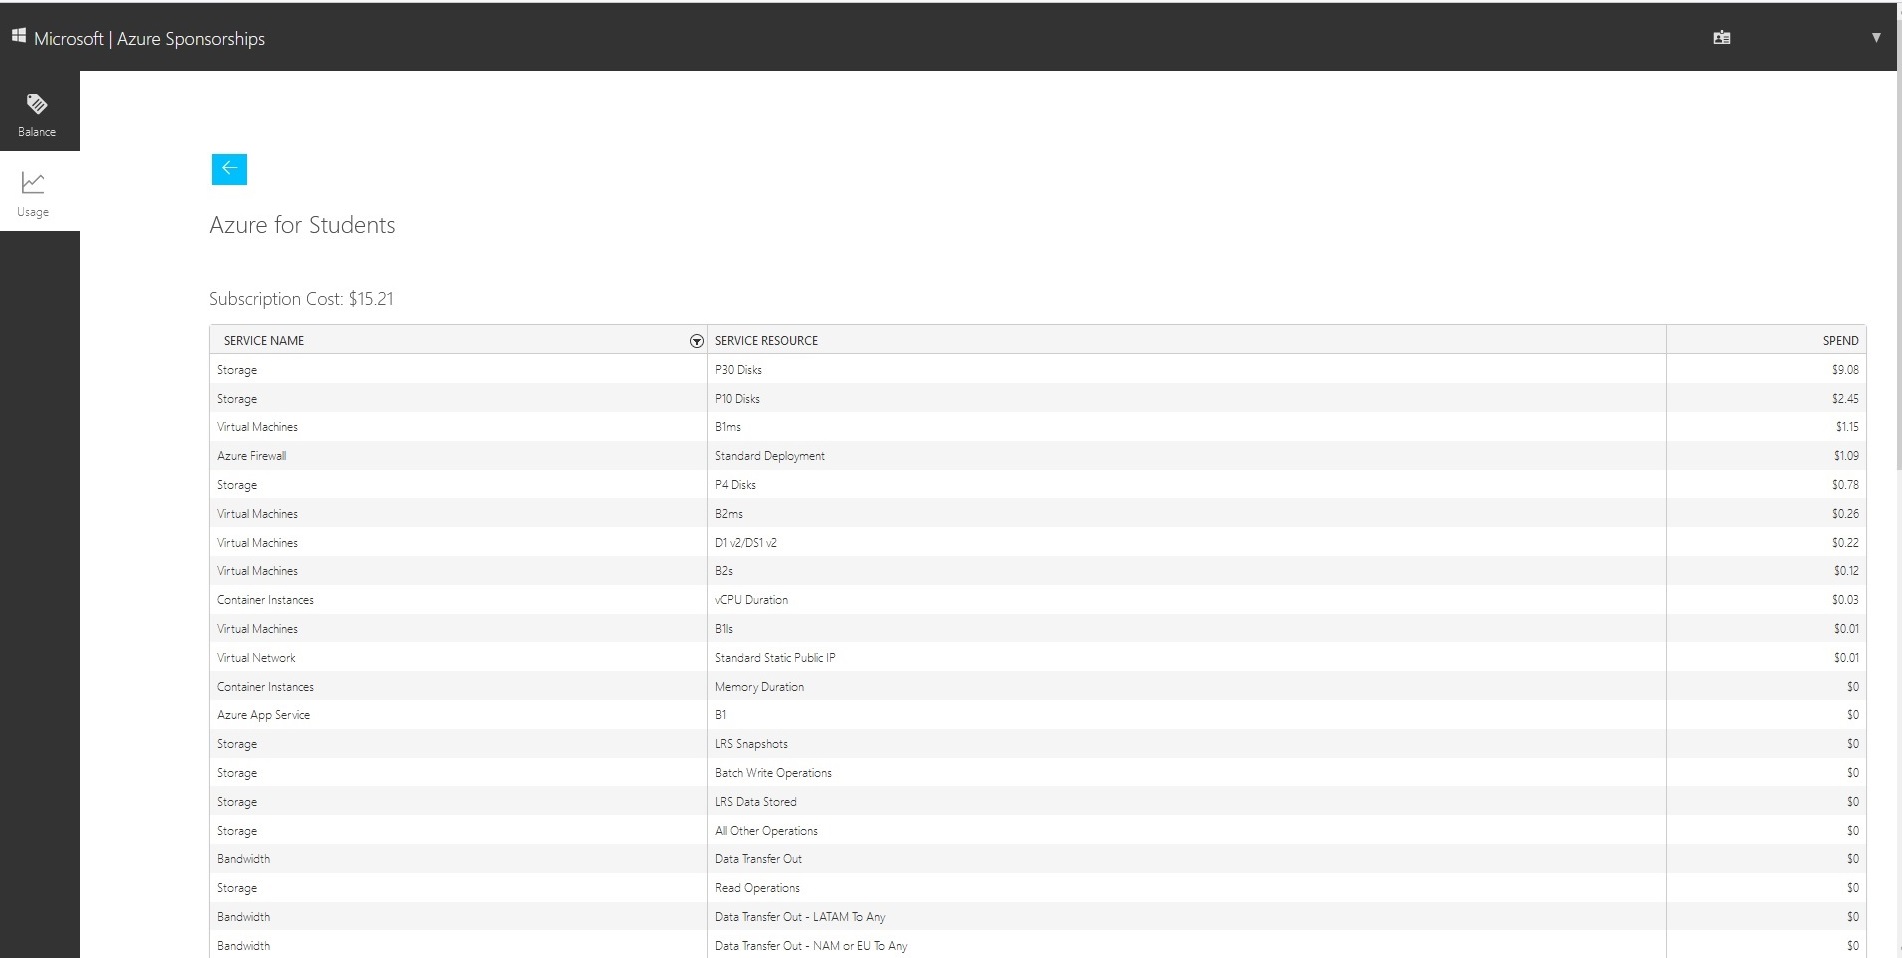 Microsoft | Azure Sponsorships
Balance
Usage
Azure for Students
Subscription Cost: $15.21
SERVICE NAME SERVICE RESOURCE SPEND
Storage P30 Disks $9.08
Storage P10 Disks $2.45
Virtual Machines B1ms $1.15
Azure Firewall Standard Deployment $1.09
Storage P4 Disks $0.78
Virtual Machines B2ms $0.26
Virtual Machines D1 v2/DS1 v2 $0.22
Virtual Machines B2s $0.12
Container Instances vCPU Duration $0.03
Virtual Machines B1ls $0.01
Virtual Network Standard Static Public IP $0.01
Container Instances Memory Duration $0
Azure App Service B1 $0
Storage LRS Snapshots $0
Storage Batch Write Operations $0
Storage LRS Data Stored $0
Storage All Other Operations $0
Bandwidth Data Transfer Out $0
Storage Read Operations $0
Bandwidth Data Transfer Out - LATAM To Any $0
Bandwidth Data Transfer Out - NAM or EU To Any $0